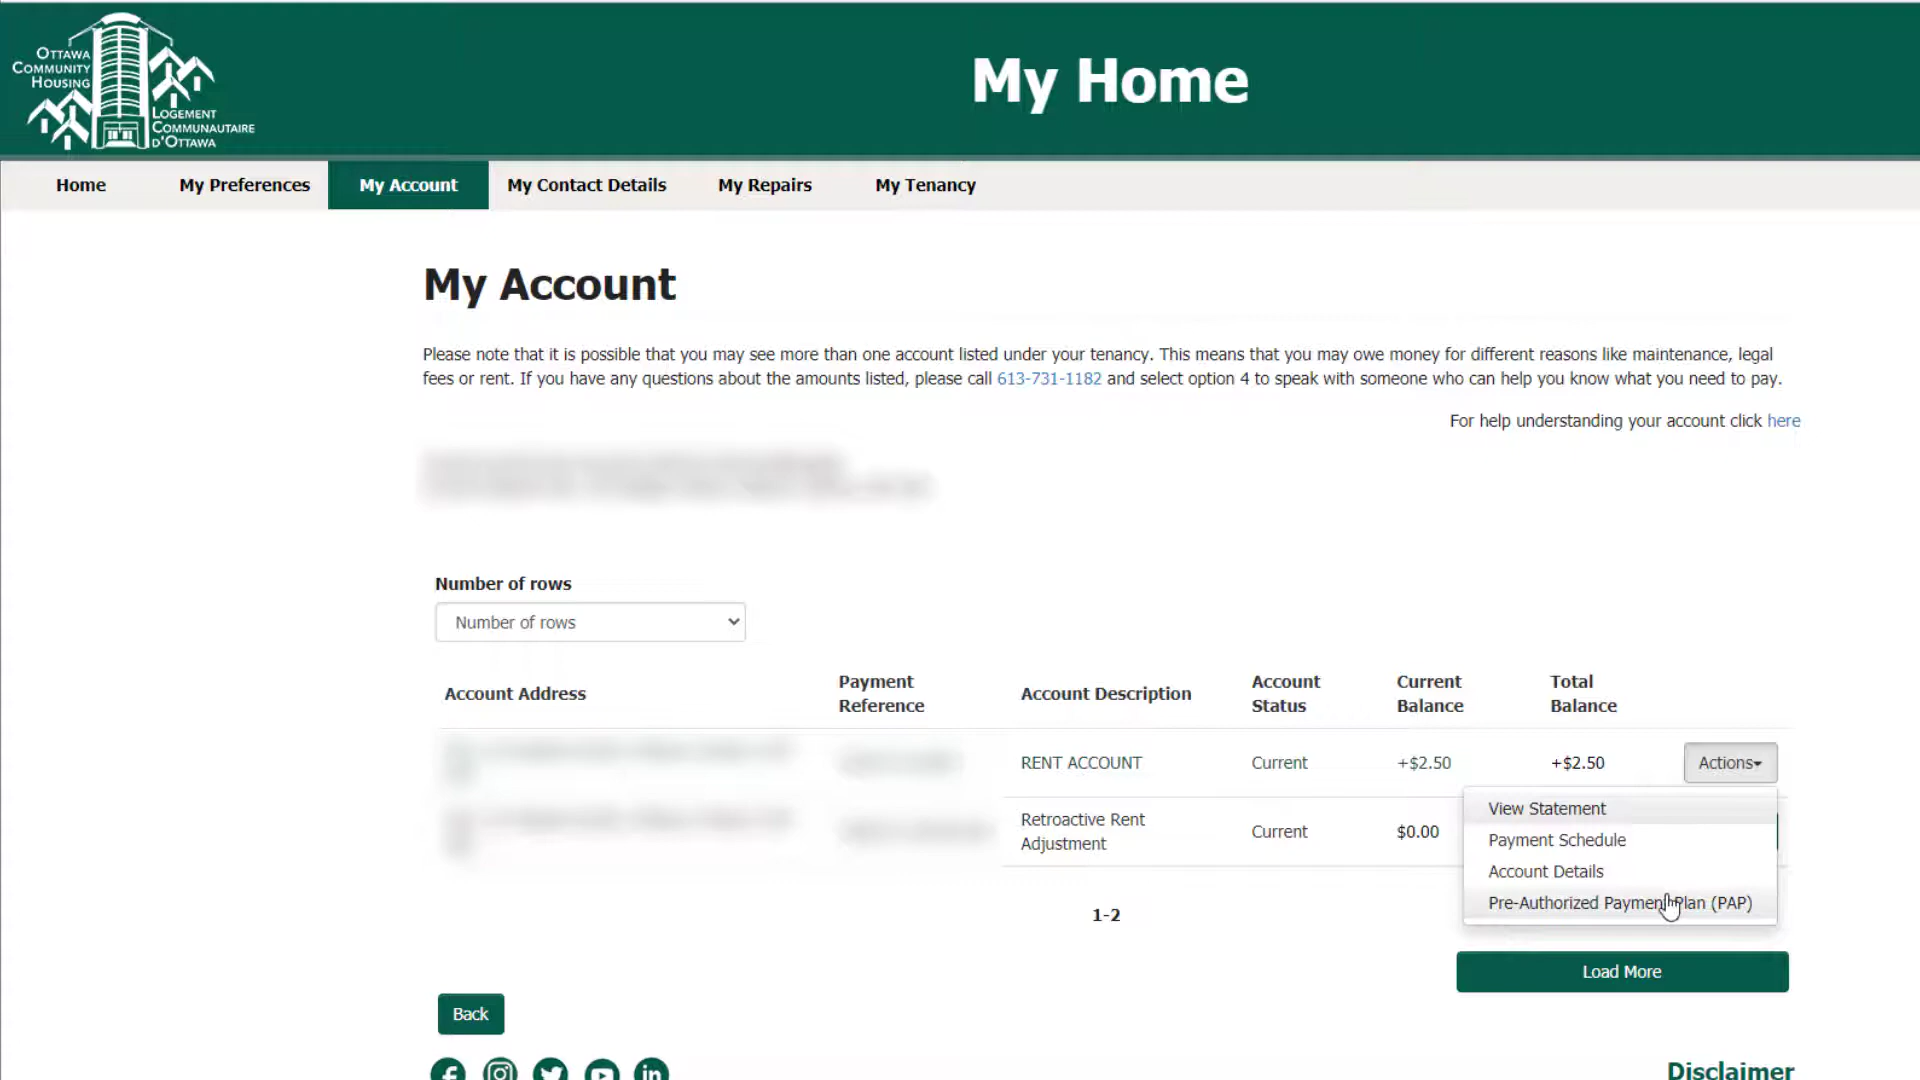 OTTAWA
COMMUNITY
HOUSING
LOGEMENT
COMMUNAUTAIRE
D'OTTAWA
My Home
Home My Preferences My Account My Contact Details My Repairs My Tenancy
My Account
Please note that it is possible that you may see more than one account listed under your tenancy. This means that you may owe money for different reasons like maintenance, legal
fees or rent. If you have any questions about the amounts listed, please call 613-731-1182 and select option 4 to speak with someone who can help you know what you need to pay.
For help understanding your account click here
Number of rows
Number of rows
Account Address Payment Reference Account Description Account Status Current Balance Total Balance
RENT ACCOUNT Current +$2.50 +$2.50 Actions
Retroactive Rent
Adjustment
Current $0.00
View Statement
Payment Schedule
Account Details
Pre-Authorized Payment Plan (PAP)
1-2
Load More
Back
Disclaimer